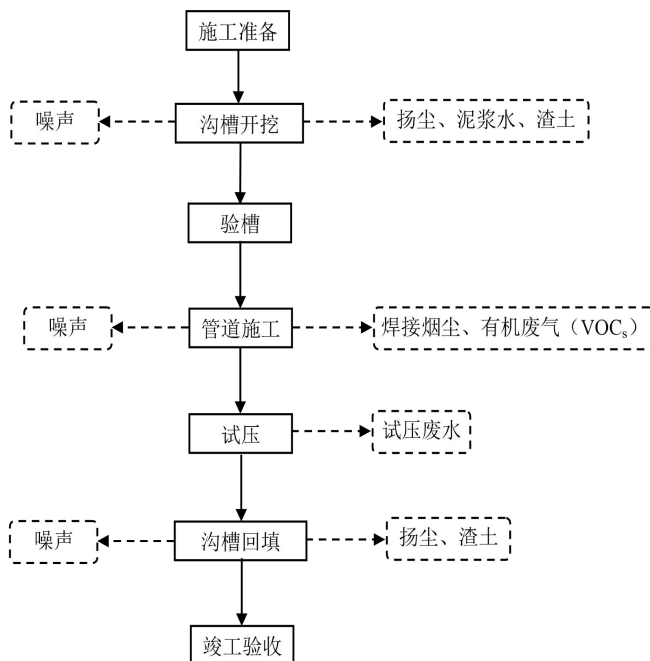 施工准备
噪声
沟槽开挖
扬尘、泥浆水、渣土
验槽
噪声
管道施工
焊接烟尘、有机废气（VOCs）
试压
试压废水
噪声
沟槽回填
扬尘、渣土
竣工验收